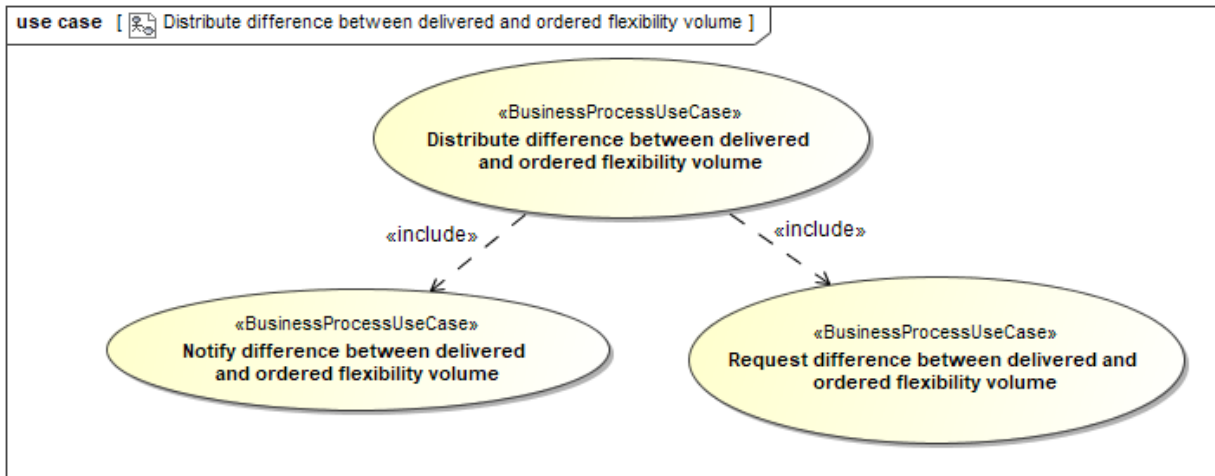 use case [ Distribute difference between delivered and ordered flexibility volume ]
«BusinessProcessUseCase»
Distribute difference between delivered
and ordered flexibility volume
«include»
«include»
«BusinessProcessUseCase»
Notify difference between delivered
and ordered flexibility volume
«BusinessProcessUseCase»
Request difference between delivered and
ordered flexibility volume